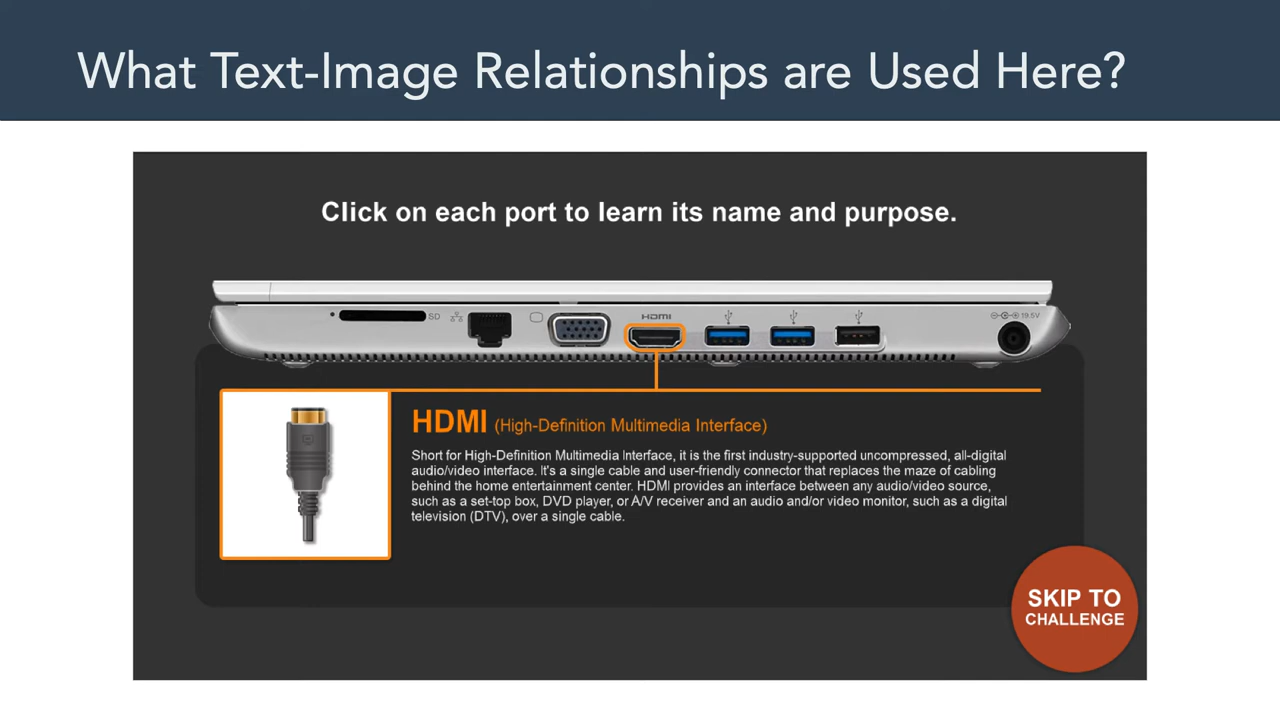 What Text-Image Relationships are Used Here?
Click on each port to learn its name and purpose.
SD
HDMI
19.5V
HDMI (High-Definition Multimedia Interface)
Short for High-Definition Multimedia Interface, it is the first industry-supported uncompressed, all-digital
audio/video interface. It's a single cable and user-friendly connector that replaces the maze of cabling
behind the home entertainment center. HDMI provides an interface between any audio/video source,
such as a set-top box, DVD player, or A/V receiver and an audio and/or video monitor, such as a digital
television (DTV), over a single cable.
SKIP TO
CHALLENGE